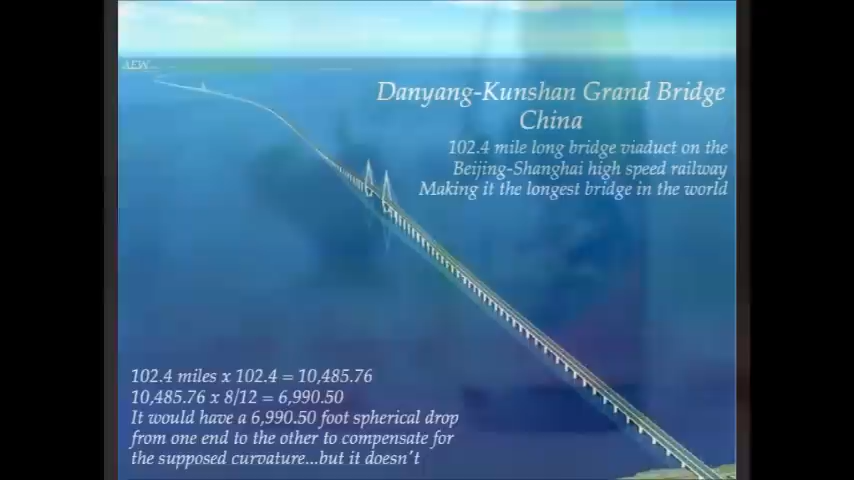 AEW
Danyang-Kunshan Grand Bridge
China
102.4 mile long bridge viaduct on the
Beijing-Shanghai high speed railway
Making it the longest bridge in the world
102.4 miles x 102.4 = 10,485.76
10,485.76 x 8/12 = 6,990.50
It would have a 6,990.50 foot spherical drop
from one end to the other to compensate for
the supposed curvature...but it doesn't